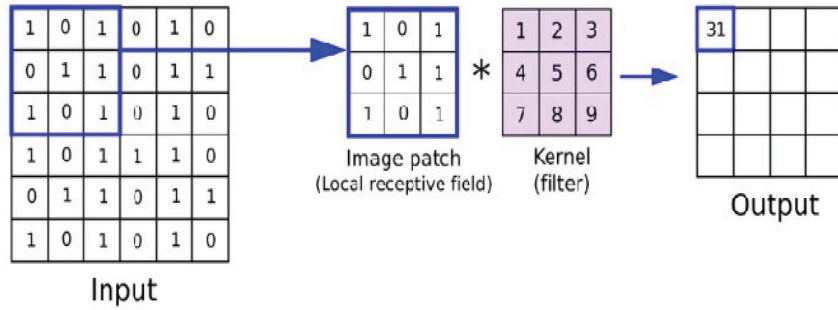 1 0 1 0 1 0
0 1 1 0 1 1
1 0 1 0 1 0
1 0 1 1 1 0
0 1 1 0 1 1
1 0 1 0 1 0
Input
1 0 1
0 1 1
1 0 1
Image patch
(Local receptive field)
*
1 2 3
4 5 6
7 8 9
Kernel
(filter)
31
Output